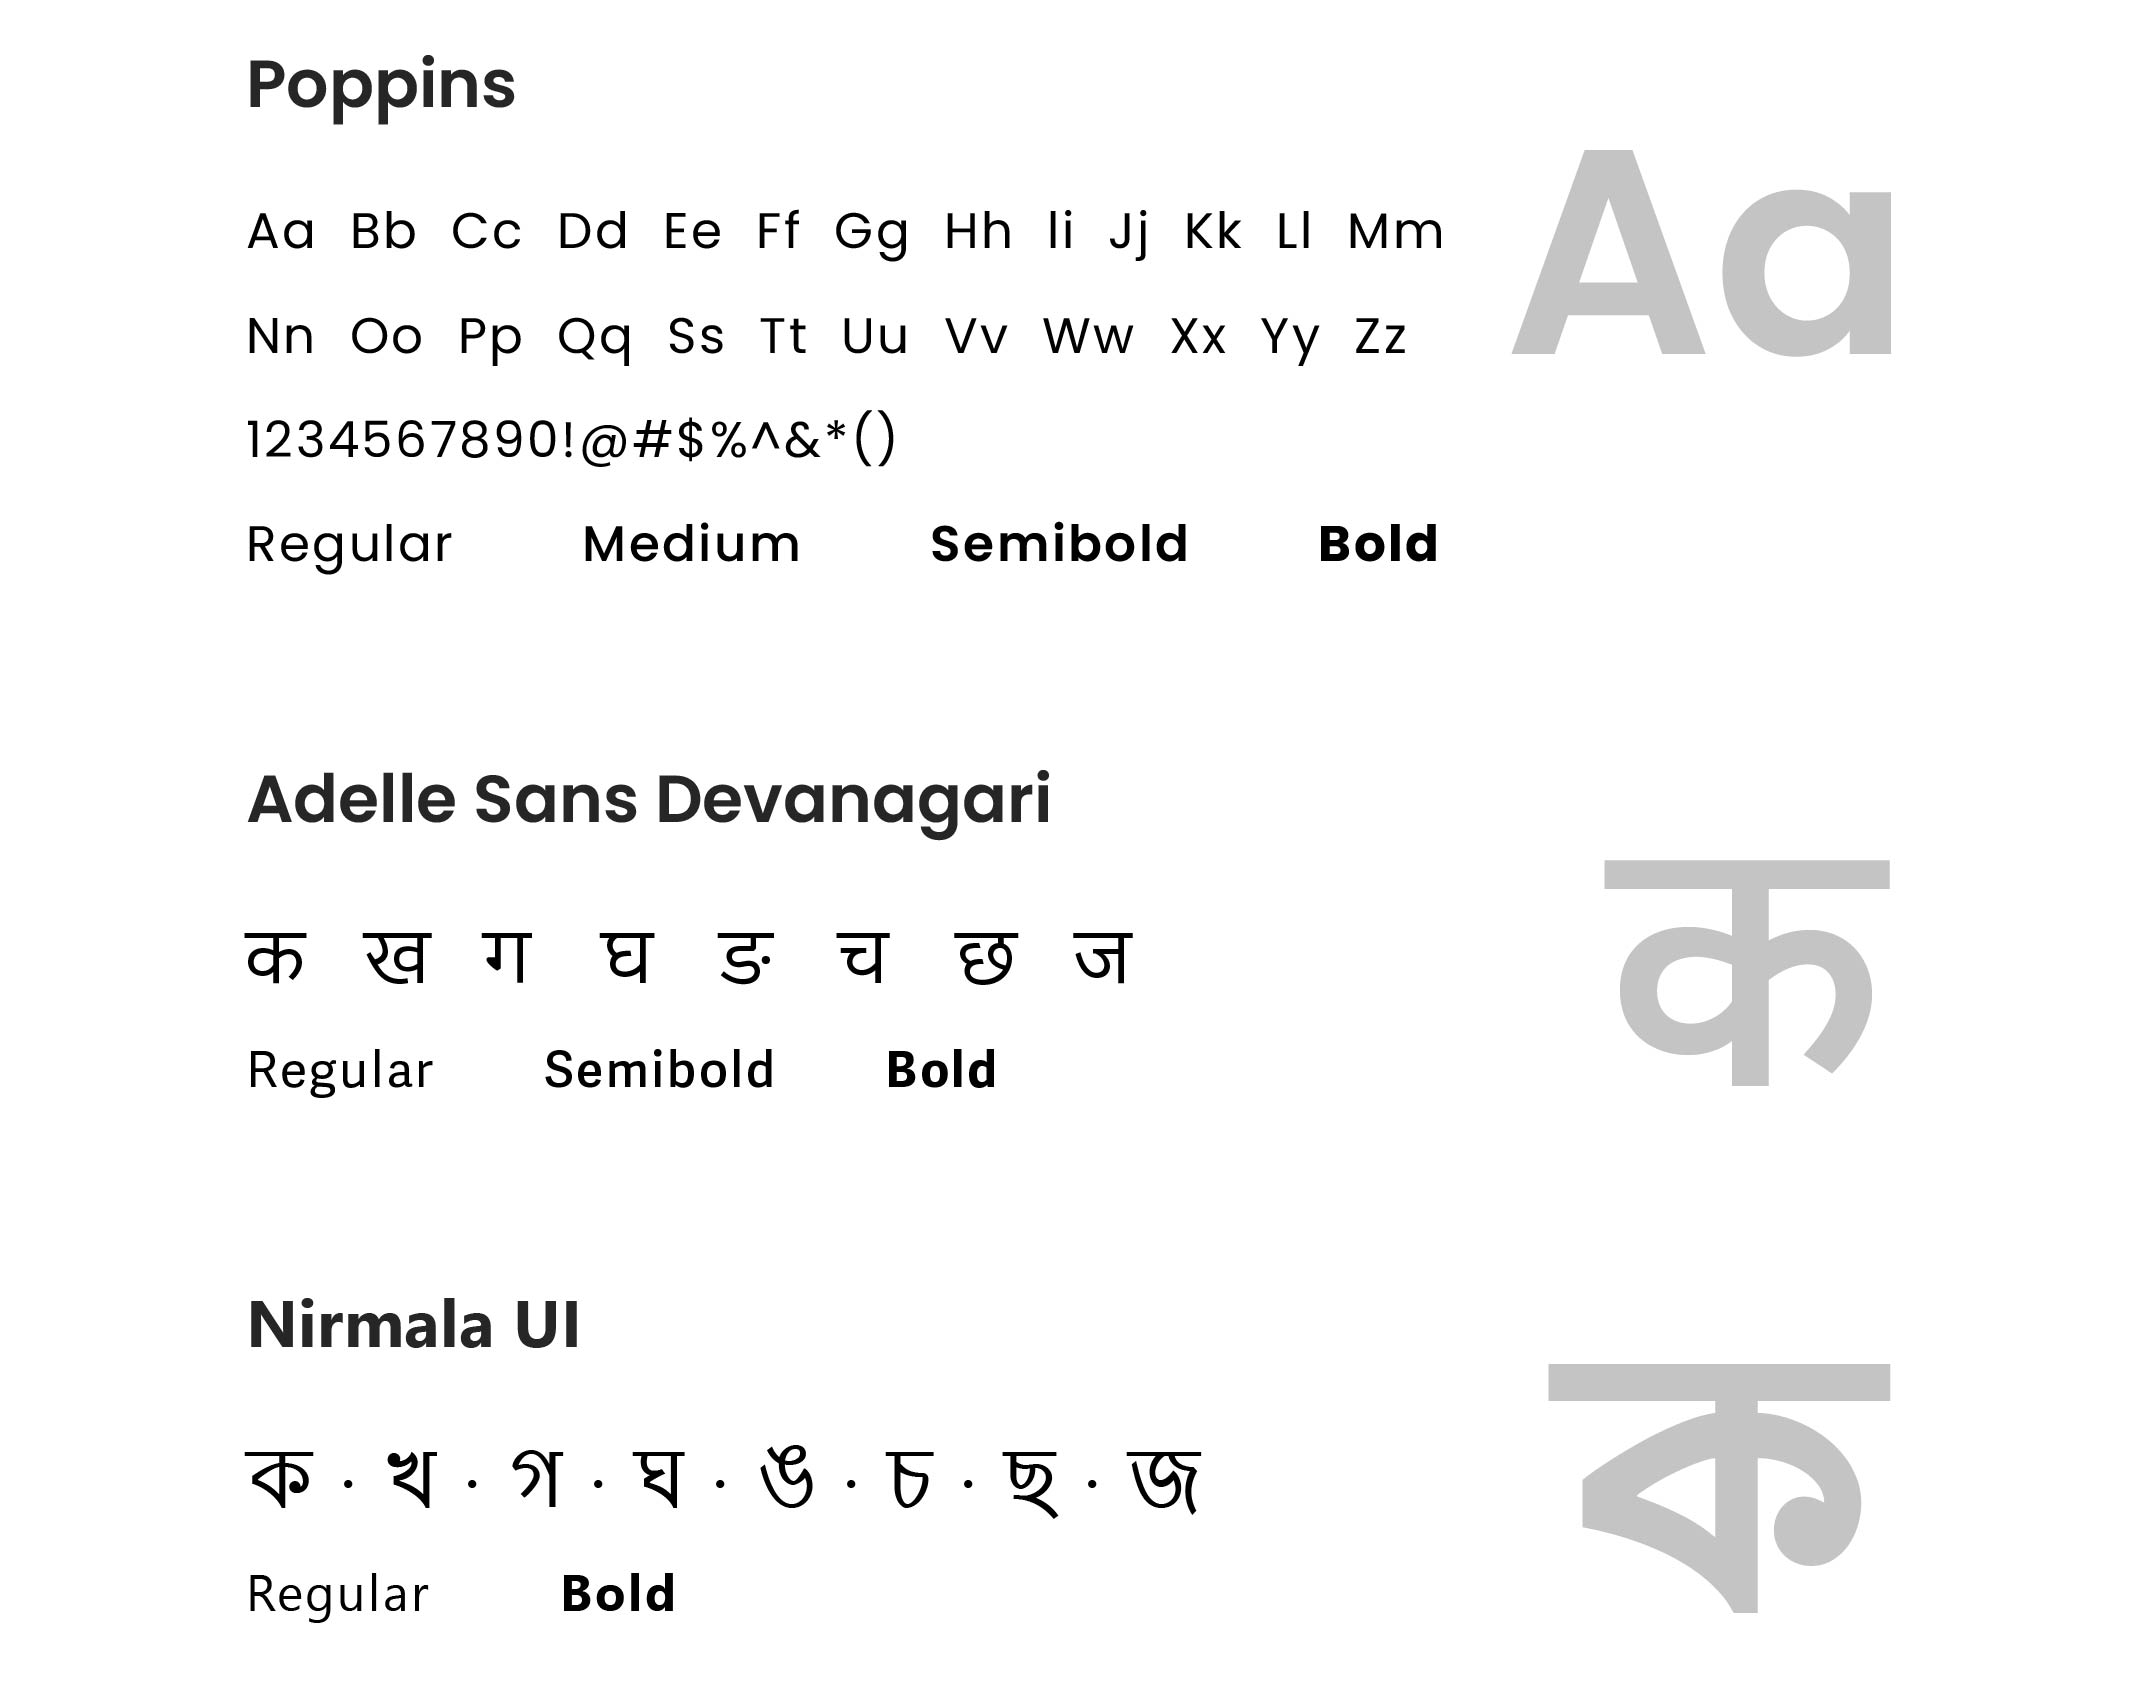 Poppins
Aa Bb Cc Dd Ee Ff Gg Hh Ii Jj Kk Ll Mm
Aa
Nn Oo Pp Qq Ss Tt Uu Vv Ww Xx Yy Zz
1234567890!@#$%^&*()
Regular Medium Semibold Bold
Adelle Sans Devanagari
क
क ख ग घ ङ च छ ज
Regular Semibold Bold
Nirmala UI
ক
ক · খ · গ · ঘ · ঙ · চ · ছ · জ
Regular Bold